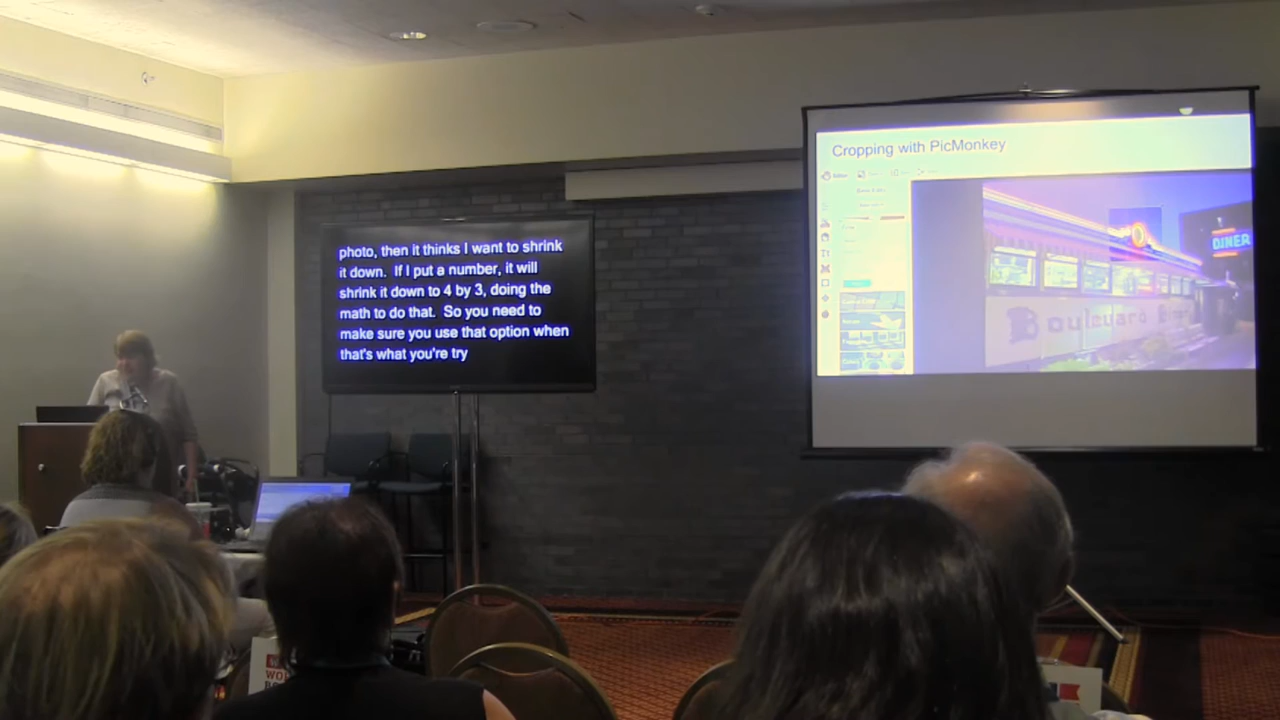 photo, then it thinks I want to shrink
it down. If I put a number, it will
shrink it down to 4 by 3, doing the
math to do that. So you need to
make sure you use that option when
that's what you're try
Cropping with PicMonkey
DINER
Boulevard Diner